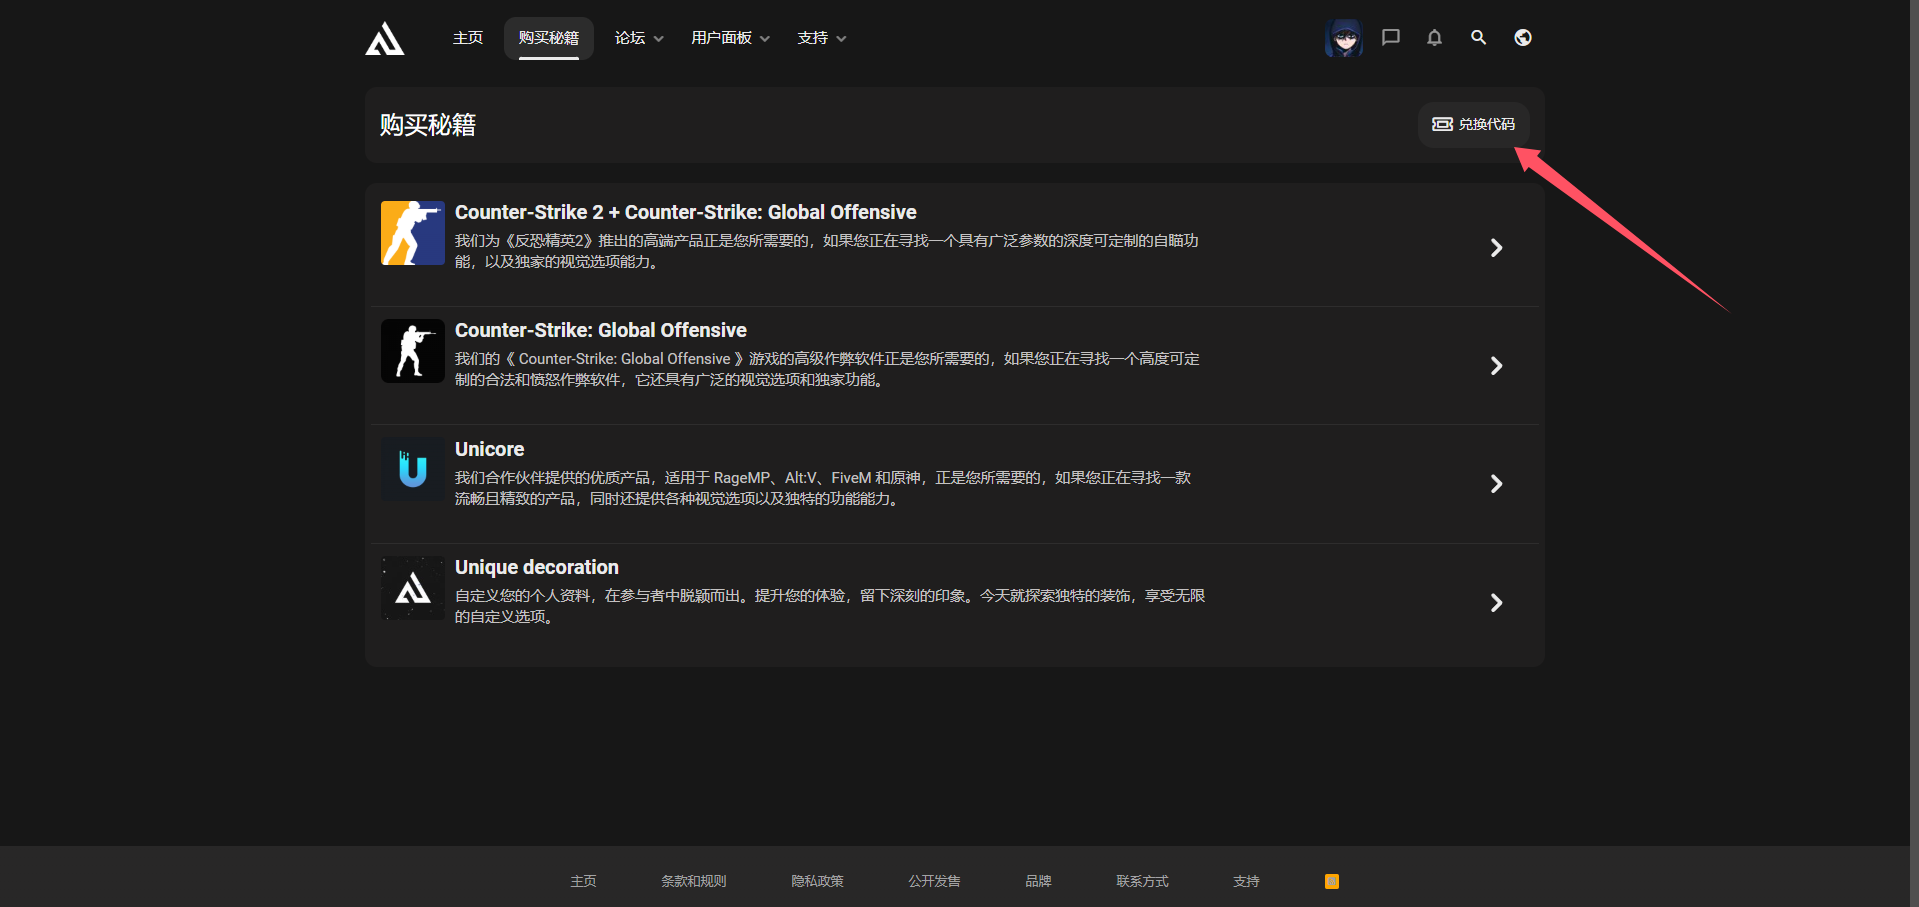 主页
购买秘籍
论坛
用户面板
支持
购买秘籍
兑换代码
Counter-Strike 2 + Counter-Strike: Global Offensive
我们为《反恐精英2》推出的高端产品正是您所需要的，如果您正在寻找一个具有广泛参数的深度可定制的自瞄功
能，以及独家的视觉选项能力。
Counter-Strike: Global Offensive
我们的《 Counter-Strike: Global Offensive 》游戏的高级作弊软件正是您所需要的，如果您正在寻找一个高度可定
制的合法和愤怒作弊软件，它还具有广泛的视觉选项和独家功能。
Unicore
我们合作伙伴提供的优质产品，适用于 RageMP、Alt:V、FiveM 和原神，正是您所需要的，如果您正在寻找一款
流畅且精致的产品，同时还提供各种视觉选项以及独特的功能能力。
Unique decoration
自定义您的个人资料，在参与者中脱颖而出。提升您的体验，留下深刻的印象。今天就探索独特的装饰，享受无限
的自定义选项。
主页
条款和规则
隐私政策
公开发售
品牌
联系方式
支持